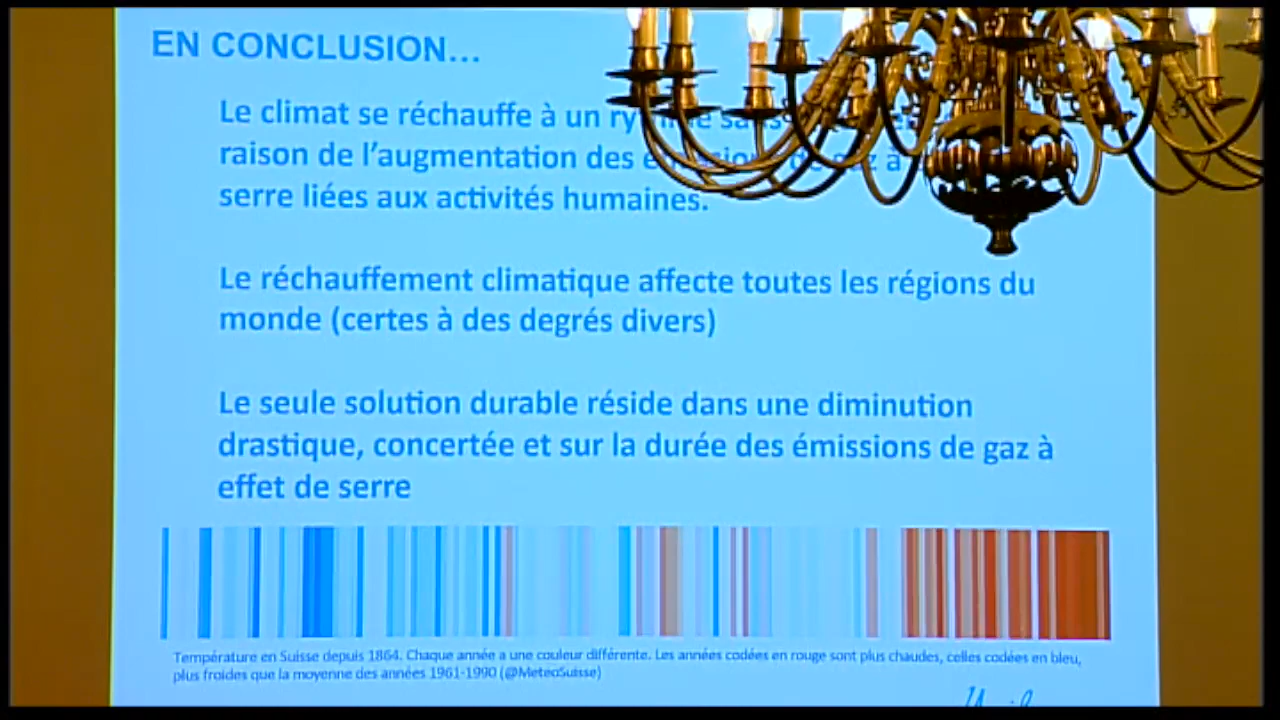 EN CONCLUSION...
Le climat se réchauffe à un
raison de l'augmentation des à
serre liées aux activités humaines.
Le réchauffement climatique affecte toutes les régions du
monde (certes à des degrés divers)
Le seule solution durable réside dans une diminution
drastique, concertée et sur la durée des émissions de gaz à
effet de serre
Température en Suisse depuis 1864. Chaque année a une couleur différente. Les années codées en rouge sont plus chaudes, celles codées en bleu,
plus froides que la moyenne des années 1961-1990 (@MeteoSuisse)